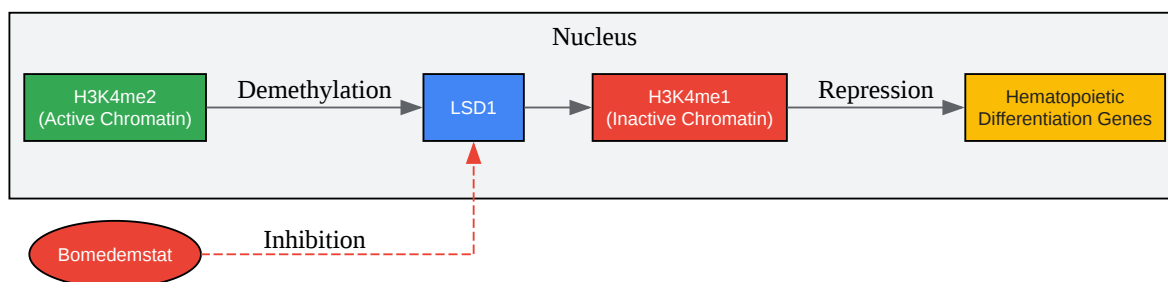 Nucleus
H3K4me2
(Active Chromatin)
Demethylation
LSD1
H3K4me1
(Inactive Chromatin)
Repression
Hematopoietic
Differentiation Genes
Bomedemstat
Inhibition